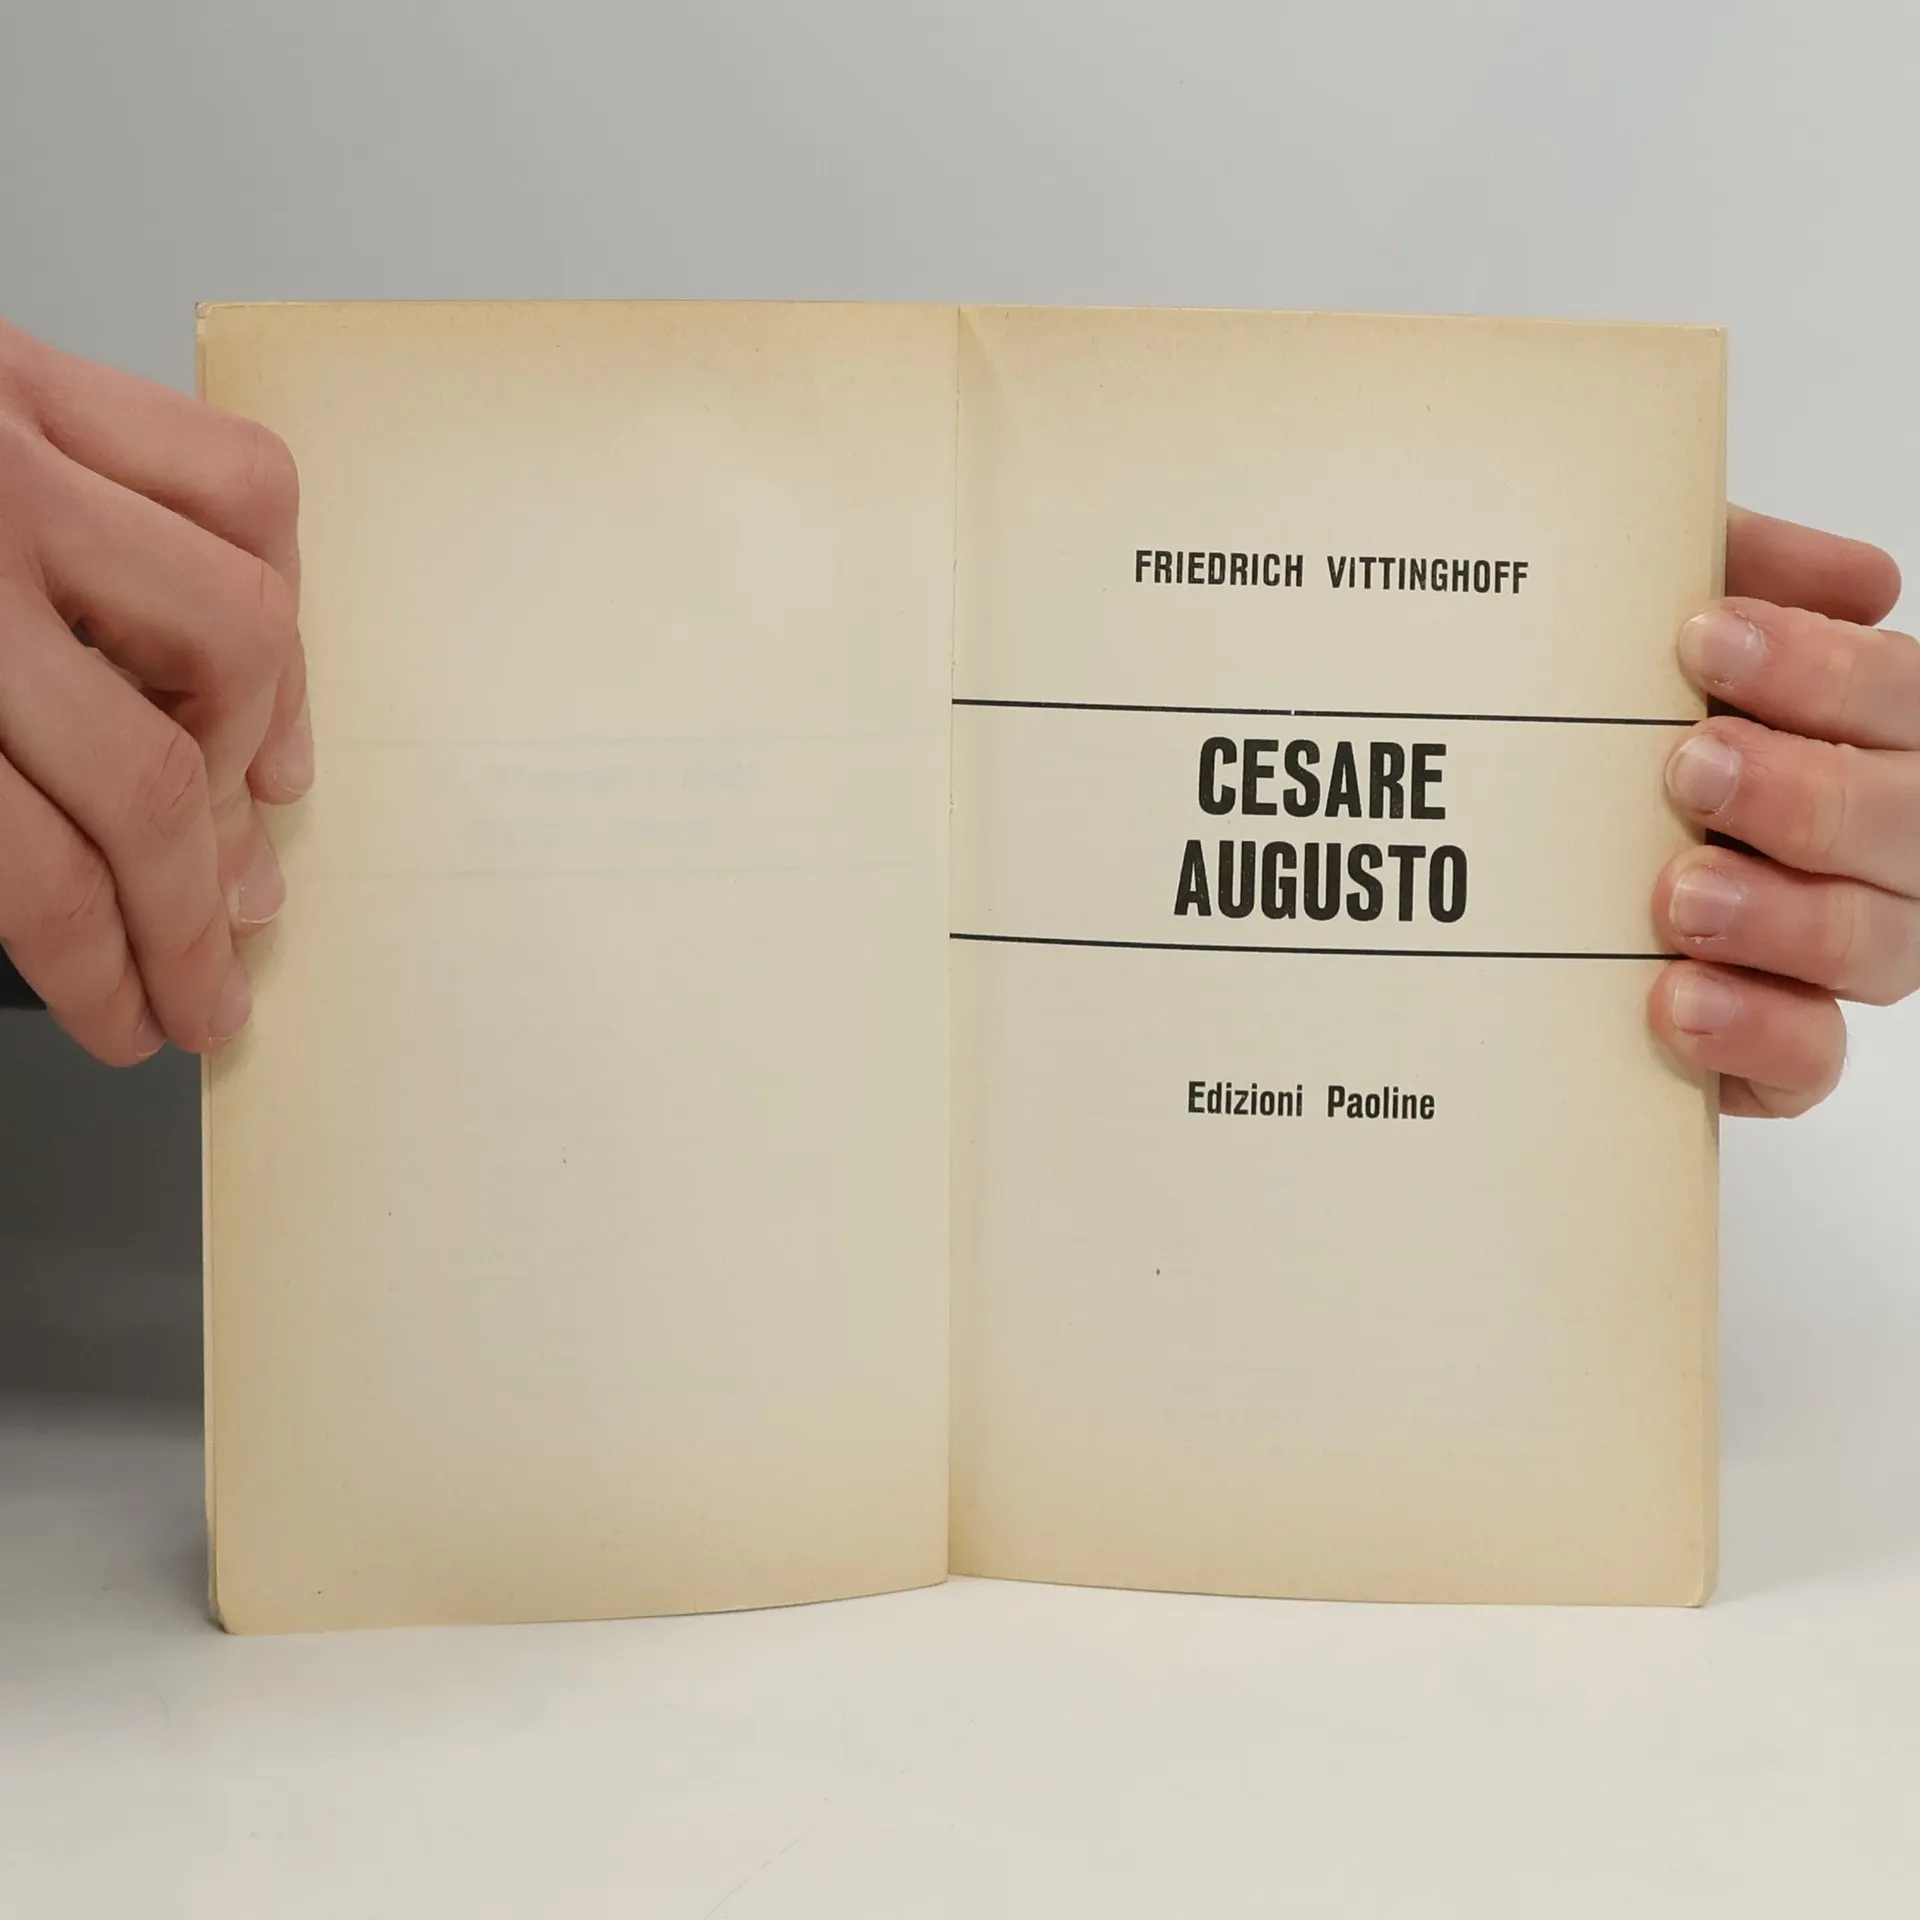 FRIEDRICH VITTINGHOFF
CESARE
AUGUSTO
Edizioni Paoline